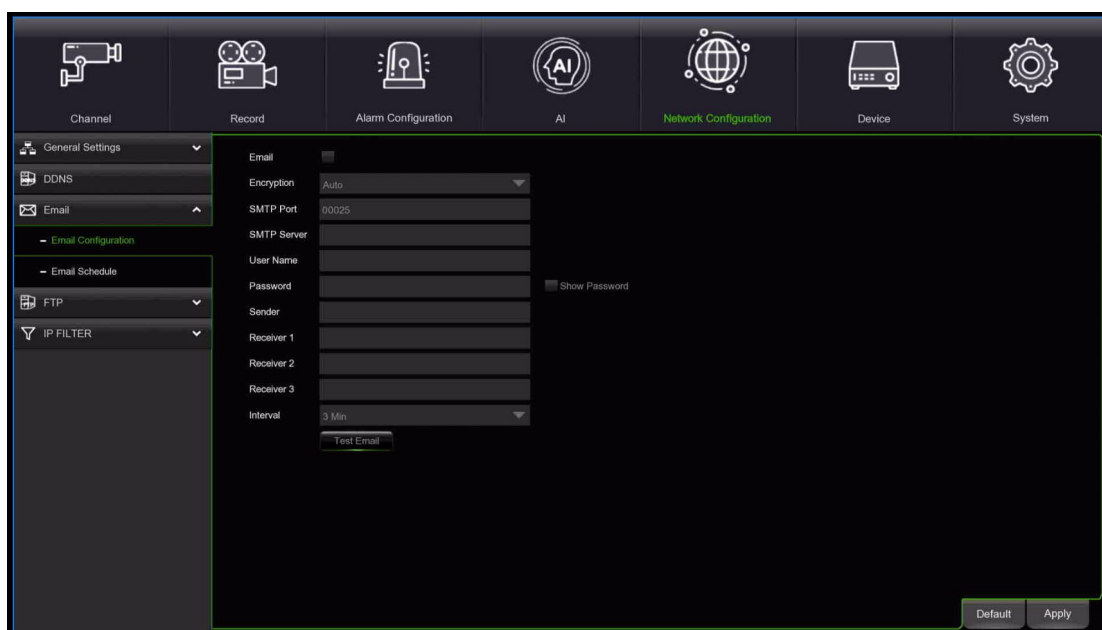 AI
Channel Record Alarm Configuration AI Network Configuration Device System
General Settings
DDNS
Email
Email Configuration
Email Schedule
FTP
IP FILTER
Email
Encryption Auto
SMTP Port 00025
SMTP Server
User Name
Password Show Password
Sender
Receiver 1
Receiver 2
Receiver 3
Interval 3 Min
Test Email
Default Apply